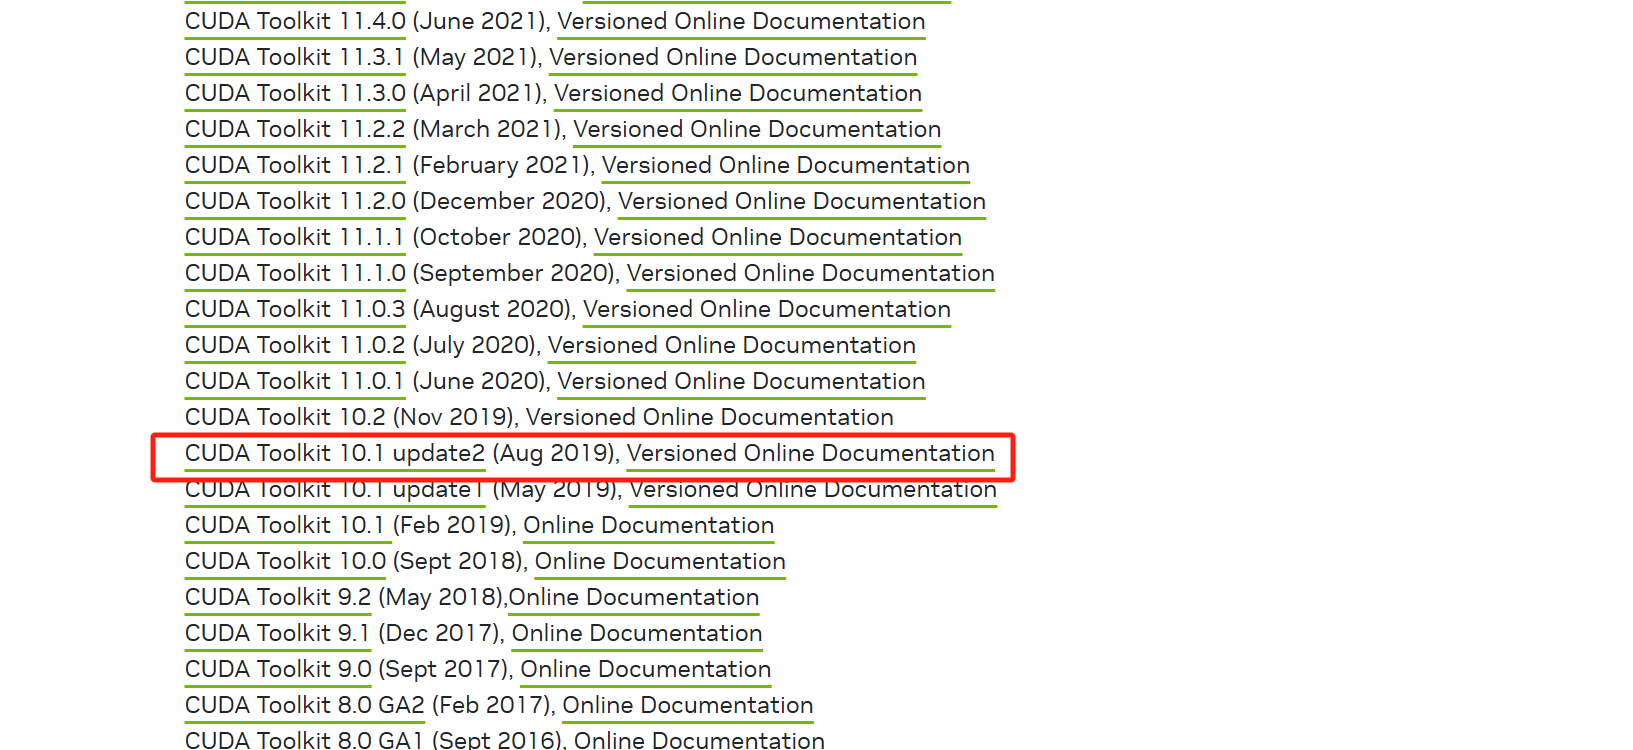 CUDA Toolkit 11.4.0 (June 2021), Versioned Online Documentation
CUDA Toolkit 11.3.1 (May 2021), Versioned Online Documentation
CUDA Toolkit 11.3.0 (April 2021), Versioned Online Documentation
CUDA Toolkit 11.2.2 (March 2021), Versioned Online Documentation
CUDA Toolkit 11.2.1 (February 2021), Versioned Online Documentation
CUDA Toolkit 11.2.0 (December 2020), Versioned Online Documentation
CUDA Toolkit 11.1.1 (October 2020), Versioned Online Documentation
CUDA Toolkit 11.1.0 (September 2020), Versioned Online Documentation
CUDA Toolkit 11.0.3 (August 2020), Versioned Online Documentation
CUDA Toolkit 11.0.2 (July 2020), Versioned Online Documentation
CUDA Toolkit 11.0.1 (June 2020), Versioned Online Documentation
CUDA Toolkit 10.2 (Nov 2019), Versioned Online Documentation
CUDA Toolkit 10.1 update2 (Aug 2019), Versioned Online Documentation
CUDA Toolkit 10.1 update1 (May 2019), Versioned Online Documentation
CUDA Toolkit 10.1 (Feb 2019), Online Documentation
CUDA Toolkit 10.0 (Sept 2018), Online Documentation
CUDA Toolkit 9.2 (May 2018),Online Documentation
CUDA Toolkit 9.1 (Dec 2017), Online Documentation
CUDA Toolkit 9.0 (Sept 2017), Online Documentation
CUDA Toolkit 8.0 GA2 (Feb 2017), Online Documentation
CUDA Toolkit 8.0 GA1 (Sept 2016), Online Documentation